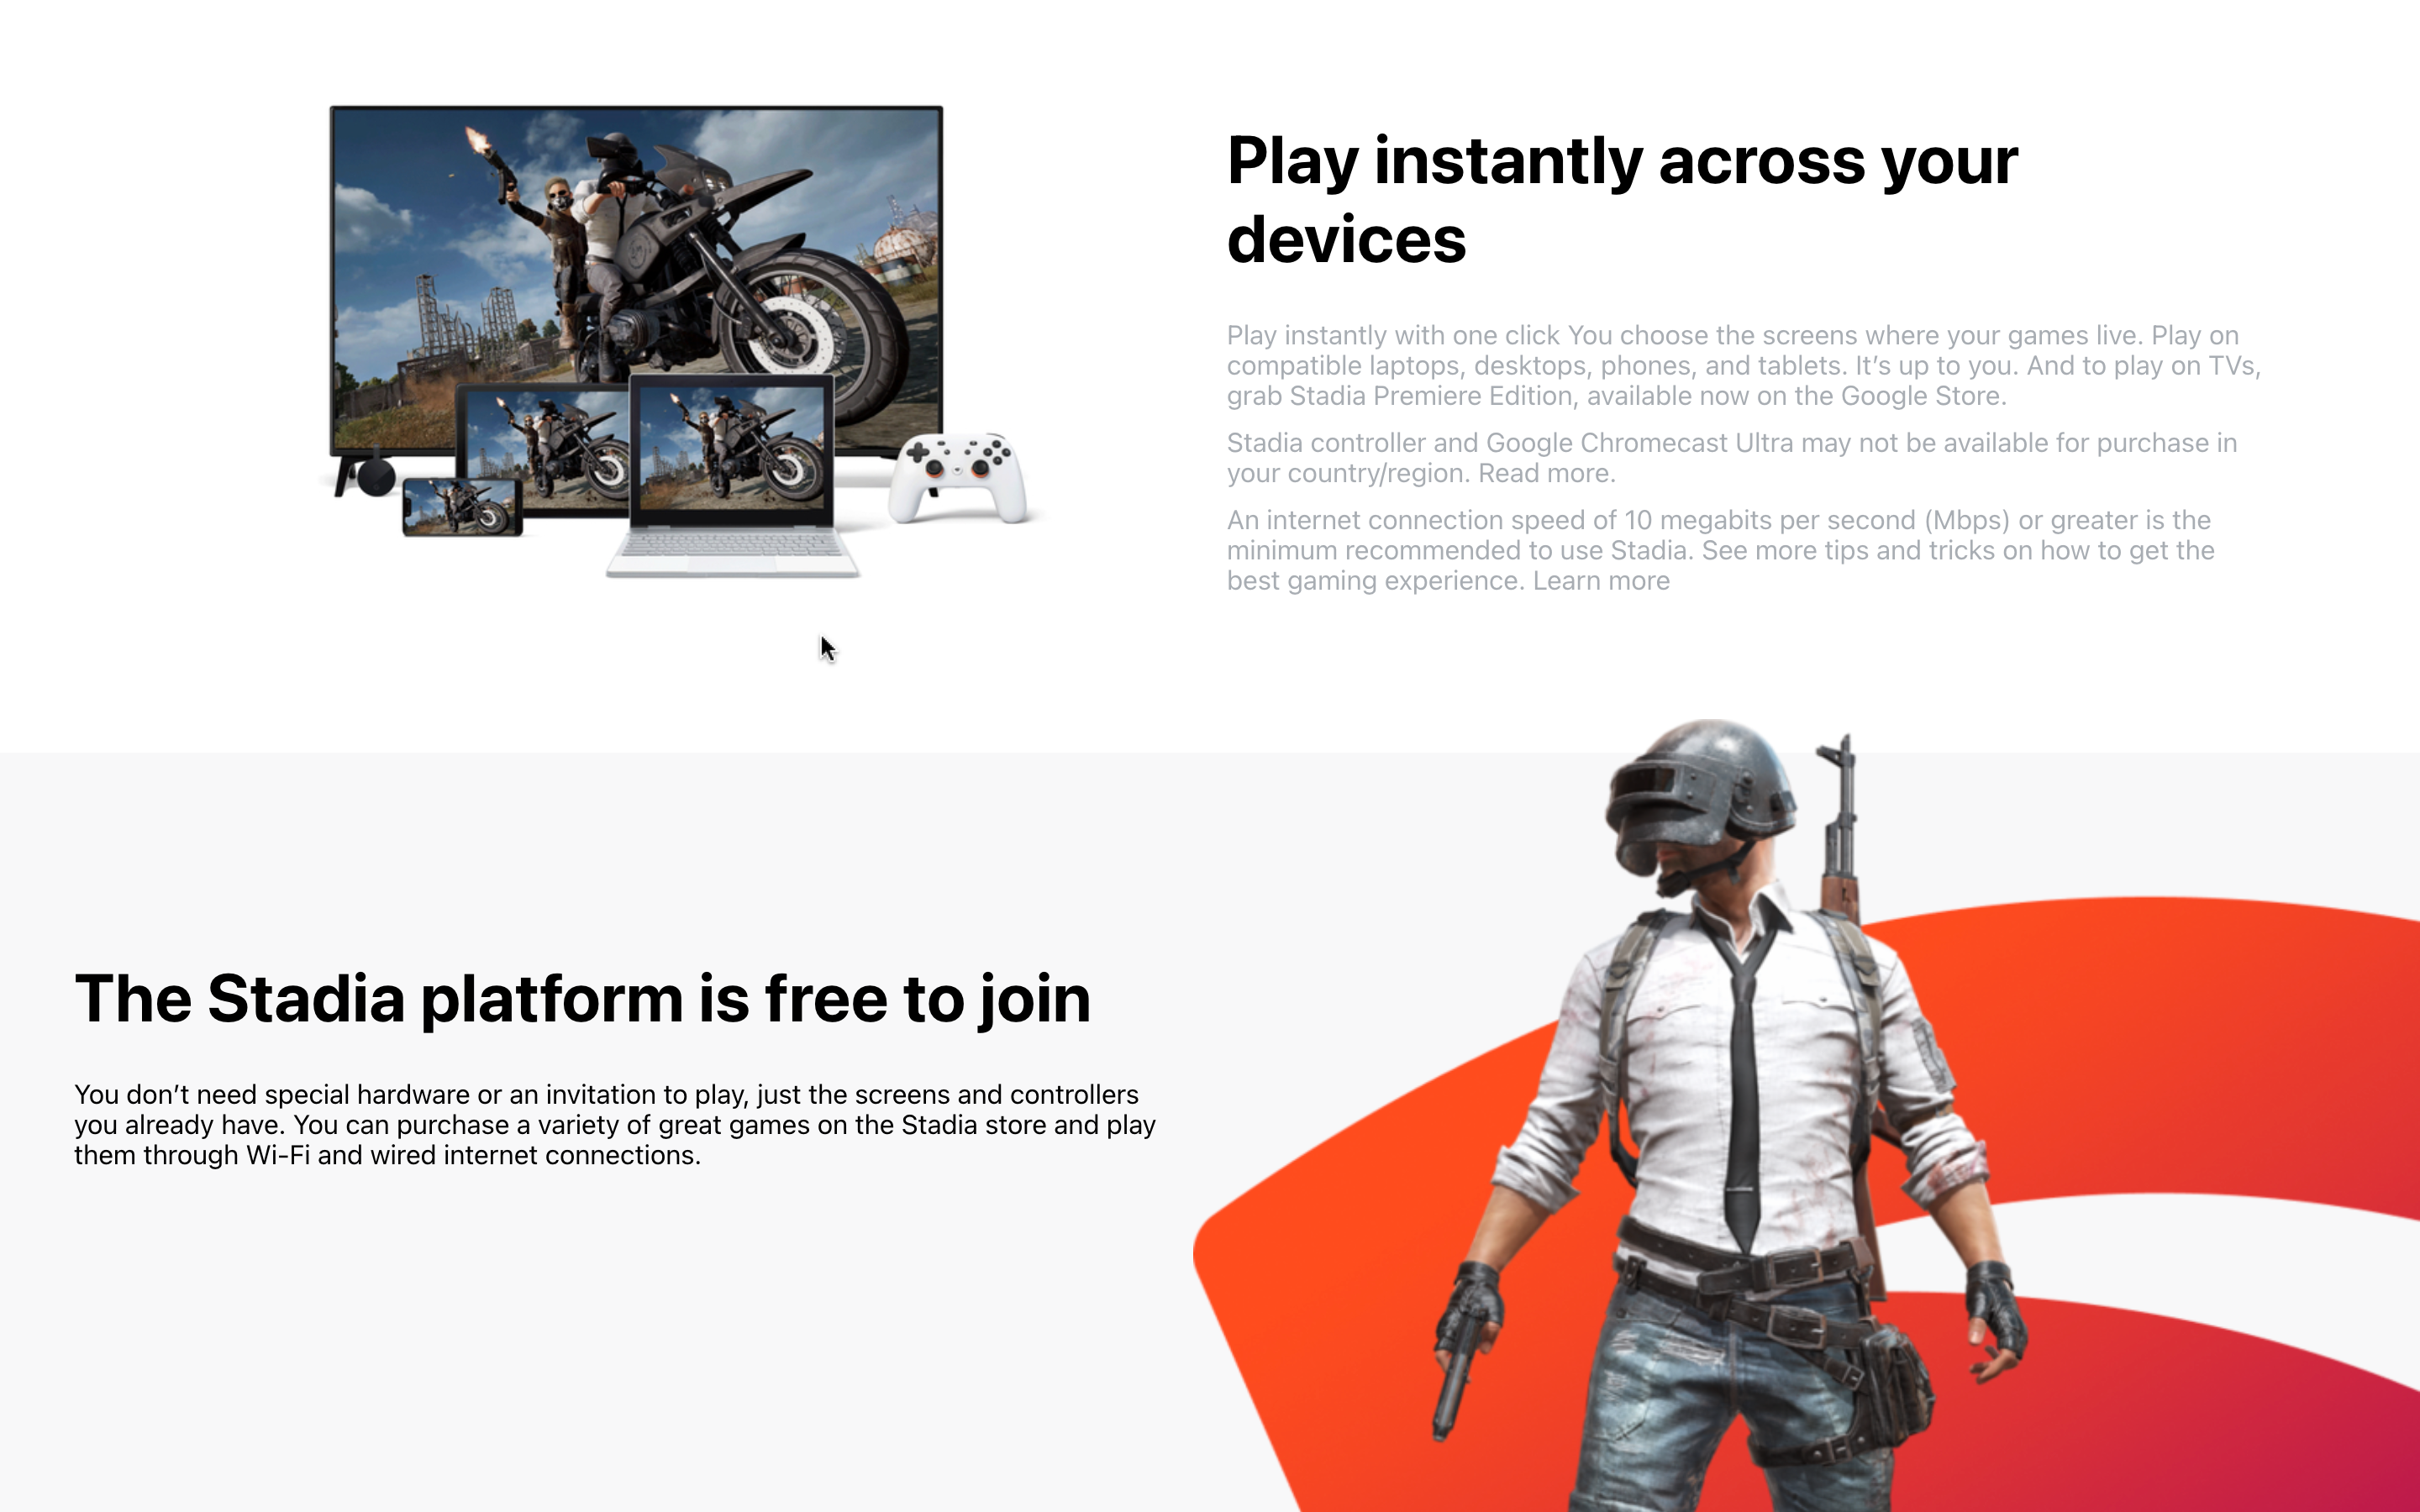 Play instantly across your
devices
Play instantly with one click You choose the screens where your games live. Play on
compatible laptops, desktops, phones, and tablets. It’s up to you. And to play on TVs,
grab Stadia Premiere Edition, available now on the Google Store.
Stadia controller and Google Chromecast Ultra may not be available for purchase in
your country/region. Read more.
An internet connection speed of 10 megabits per second (Mbps) or greater is the
minimum recommended to use Stadia. See more tips and tricks on how to get the
best gaming experience. Learn more
The Stadia platform is free to join
You don’t need special hardware or an invitation to play, just the screens and controllers
you already have. You can purchase a variety of great games on the Stadia store and play
them through Wi-Fi and wired internet connections.